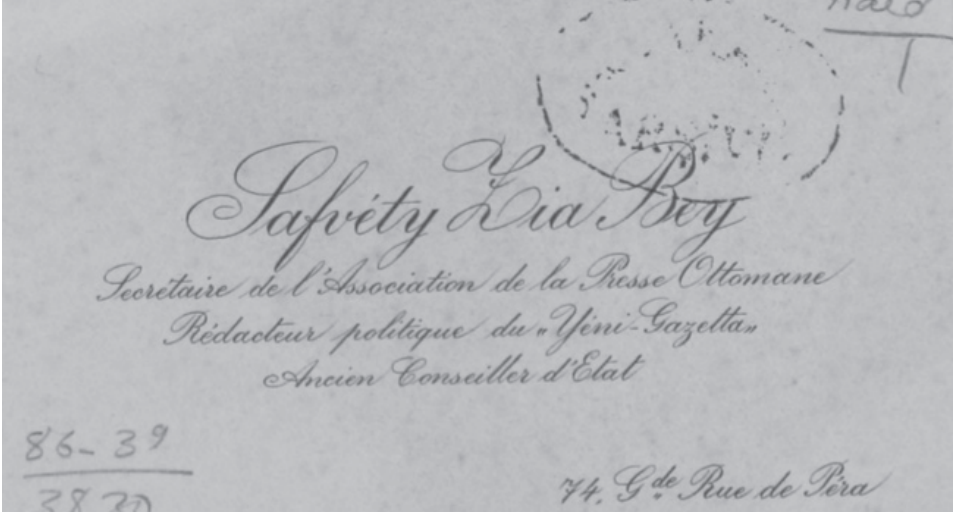 Safvéty Zia Bey
Secrétaire de l'Association de la Presse Ottomane
Rédacteur politique du „Yéni-Gazetta„
Ancien Conseiller d'Etat
86-39
74, Gde Rue de Péra